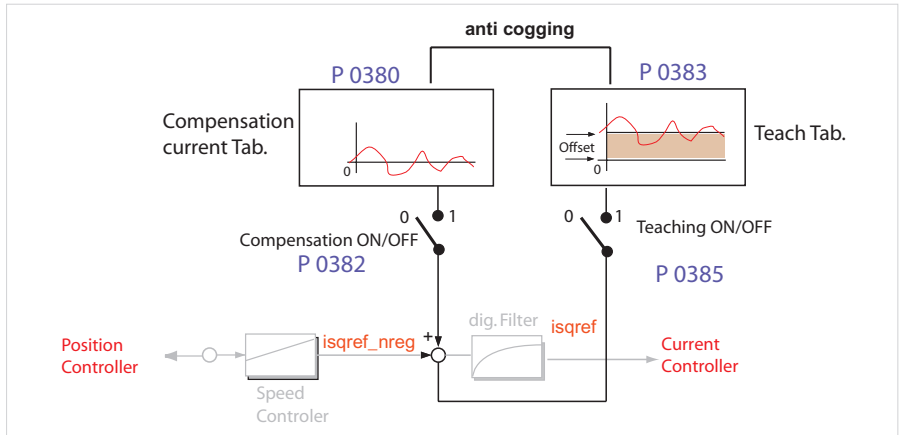 anti cogging
P 0380
P 0383
Compensation
current Tab.
0
Offset
0
Teach Tab.
0 1
Compensation ON/OFF
P 0382
0 1
Teaching ON/OFF
P 0385
Position
Controller
Speed
Controler
isqref_nreg
+
dig. Filter
isqref
Current
Controller